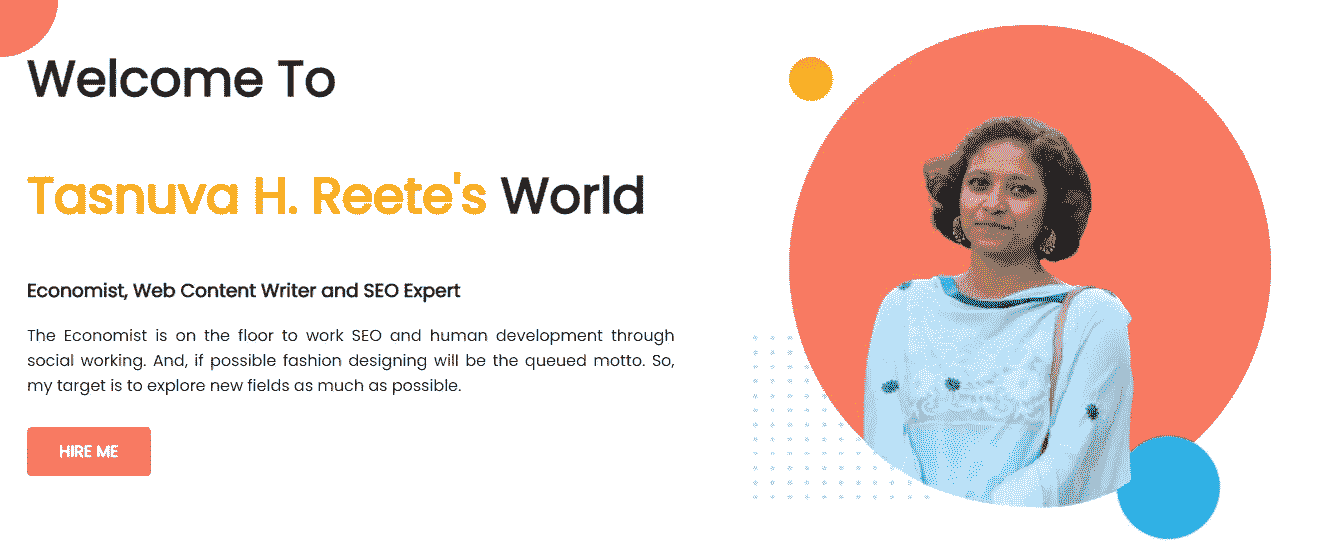 Welcome To
Tasnuva H. Reete's World
Economist, Web Content Writer and SEO Expert
The Economist is on the floor to work SEO and human development through
social working. And, if possible fashion designing will be the queued motto. So,
my target is to explore new fields as much as possible.
HIRE ME